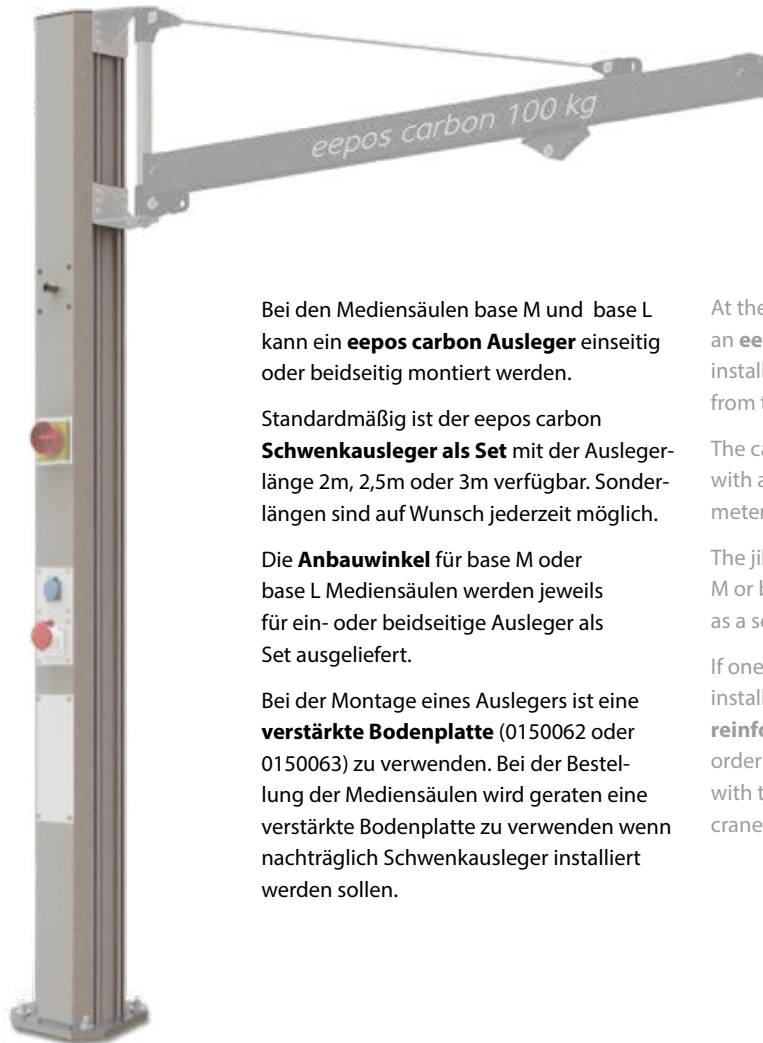 eepos carbon 100 kg
Bei den Mediensäulen base M und base L
kann ein eepos carbon Ausleger einseitig
oder beidseitig montiert werden.
Standardmäßig ist der eepos carbon
Schwenkausleger als Set mit der Ausleger-
länge 2m, 2,5m oder 3m verfügbar. Sonder-
längen sind auf Wunsch jederzeit möglich.
Die Anbauwinkel für base M oder
base L Mediensäulen werden jeweils
für ein- oder beidseitige Ausleger als
Set ausgeliefert.
Bei der Montage eines Auslegers ist eine
verstärkte Bodenplatte (0150062 oder
0150063) zu verwenden. Bei der Bestel-
lung der Mediensäulen wird geraten eine
verstärkte Bodenplatte zu verwenden wenn
nachträglich Schwenkausleger installiert
werden sollen.
At the
an ee
install
from t
The ca
with a
meter
The jil
M or b
as a se
If one
install
reinfo
order
with t
crane